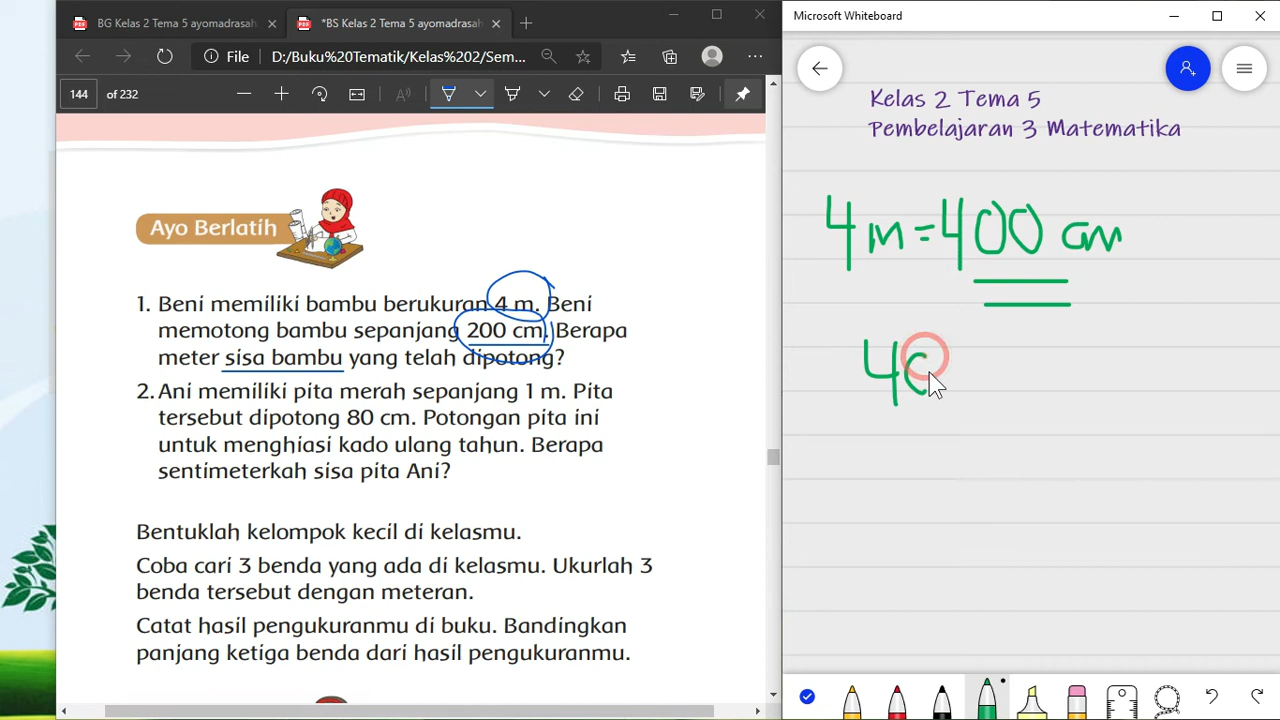 BG Kelas 2 Tema 5 ayomadrasah
*BS Kelas 2 Tema 5 ayomadrasah
Microsoft Whiteboard
File
D:/Buku%20Tematik/Kelas%202/Sem...
144 of 232
Kelas 2 Tema 5
Pembelajaran 3 Matematika
4 m = 400 cm
Ayo Berlatih
1. Beni memiliki bambu berukuran 4 m. Beni
memotong bambu sepanjang 200 cm. Berapa
meter sisa bambu yang telah dipotong?
2. Ani memiliki pita merah sepanjang 1 m. Pita
tersebut dipotong 80 cm. Potongan pita ini
untuk menghiasi kado ulang tahun. Berapa
sentimeterkah sisa pita Ani?
Bentuklah kelompok kecil di kelasmu.
Coba cari 3 benda yang ada di kelasmu. Ukurlah 3
benda tersebut dengan meteran.
Catat hasil pengukuranmu di buku. Bandingkan
panjang ketiga benda dari hasil pengukuranmu.
4